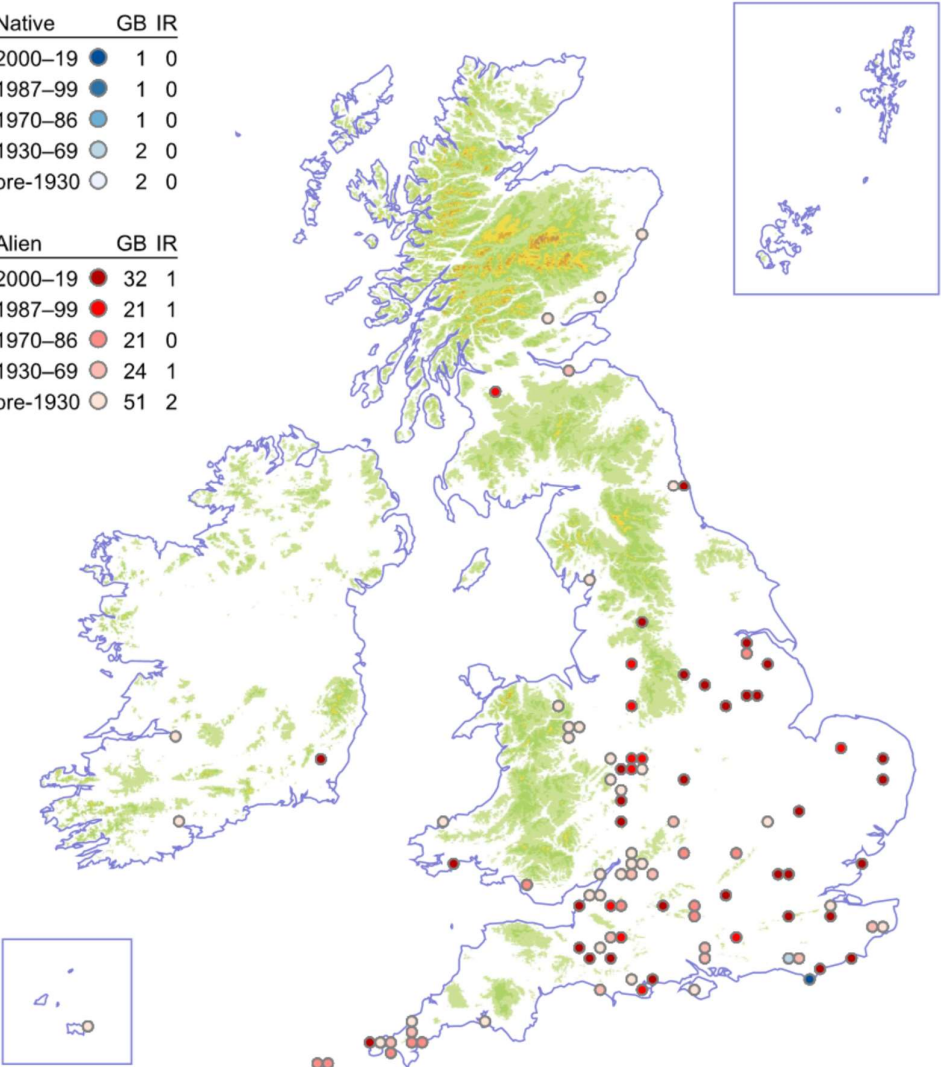 Native GB IR
2000–19 1 0
1987–99 1 0
1970–86 1 0
1930–69 2 0
pre-1930 2 0
Alien GB IR
2000–19 32 1
1987–99 21 1
1970–86 21 0
1930–69 24 1
pre-1930 51 2